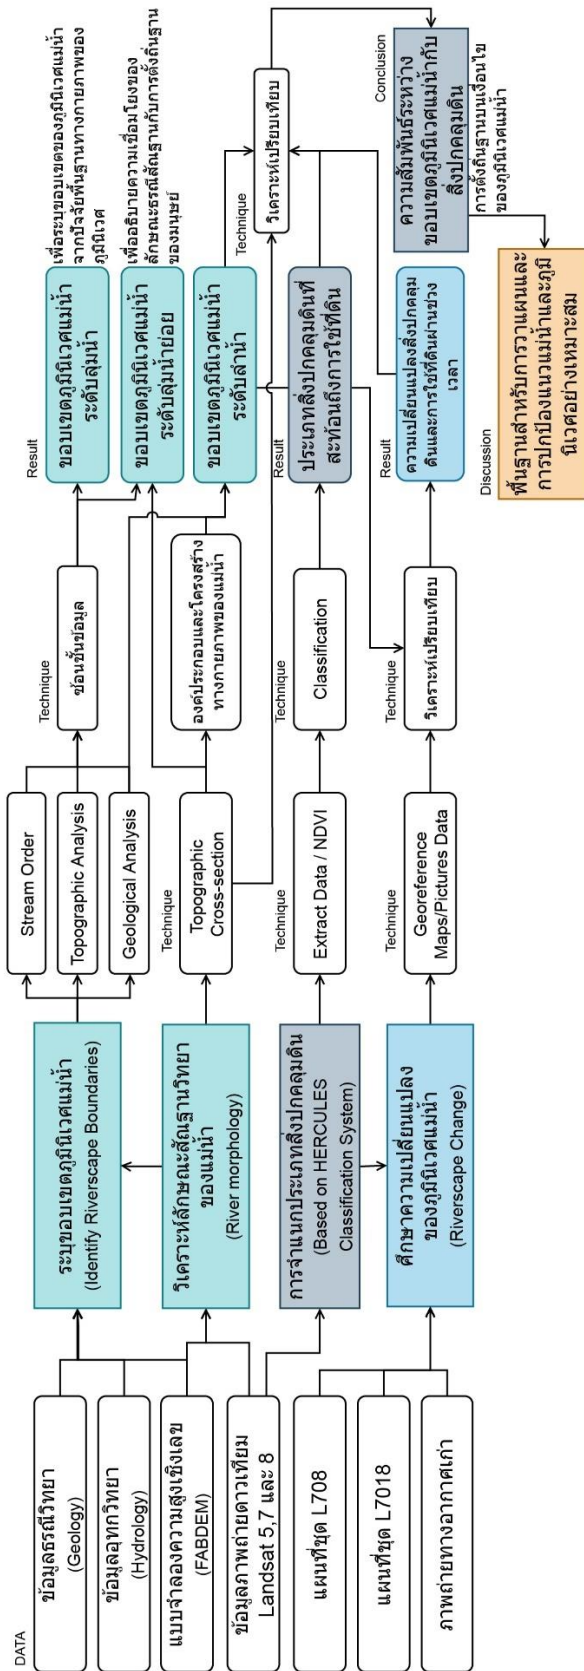 DATA
ข้อมูลธรณีวิทยา
(Geology)
ข้อมูลอุทกวิทยา
(Hydrology)
แบบจำลองความสูงเชิงเลข
(FABDEM)
ข้อมูลภาพถ่ายดาวเทียม
Landsat 5,7 และ 8
แผนที่ชุด L708
แผนที่ชุด L7018
ภาพถ่ายทางอากาศเก่า
ระบุขอบเขตภูมินิเวศแม่น้ำ
(Identify Riverscape Boundaries)
วิเคราะห์ลักษณะสัณฐานวิทยา
ของแม่น้ำ
(River morphology)
การจำแนกประเภทสิ่งปกคลุมดิน
(Based on HERCULES
Classification System)
ศึกษาความเปลี่ยนแปลง
ของภูมินิเวศแม่น้ำ
(Riverscape Change)
Stream Order
Topographic Analysis
Geological Analysis
Technique
Topographic
Cross-section
Technique
Extract Data / NDVI
Technique
Georeference
Maps/Pictures Data
Technique
ซ้อนชั้นข้อมูล
องค์ประกอบและโครงสร้าง
ทางกายภาพของแม่น้ำ
Technique
Classification
Technique
วิเคราะห์เปรียบเทียบ
Result
ขอบเขตภูมินิเวศแม่น้ำ
ระดับลุ่มน้ำ
ขอบเขตภูมินิเวศแม่น้ำ
ระดับลุ่มน้ำย่อย
ขอบเขตภูมินิเวศแม่น้ำ
ระดับลำน้ำ
Result
ประเภทสิ่งปกคลุมดินที่
สะท้อนถึงการใช้ที่ดิน
Result
ความเปลี่ยนแปลงสิ่งปกคลุม
ดินและการใช้ที่ดินผ่านช่วง
เวลา
เพื่อระบุขอบเขตของภูมินิเวศแม่น้ำ
จากปัจจัยพื้นฐานทางกายภาพของ
ภูมินิเวศ
เพื่ออธิบายความเชื่อมโยงของ
ลักษณะธรณีสัณฐานกับการตั้งถิ่นฐาน
ของมนุษย์
Technique
วิเคราะห์เปรียบเทียบ
Conclusion
ความสัมพันธ์ระหว่าง
ขอบเขตภูมินิเวศแม่น้ำกับ
สิ่งปกคลุมดิน
การตั้งถิ่นฐานบนเงื่อนไข
ของภูมินิเวศแม่น้ำ
Discussion
พื้นฐานสำหรับการวางแผนและ
การปกป้องแนวแม่น้ำและภูมิ
นิเวศอย่างเหมาะสม